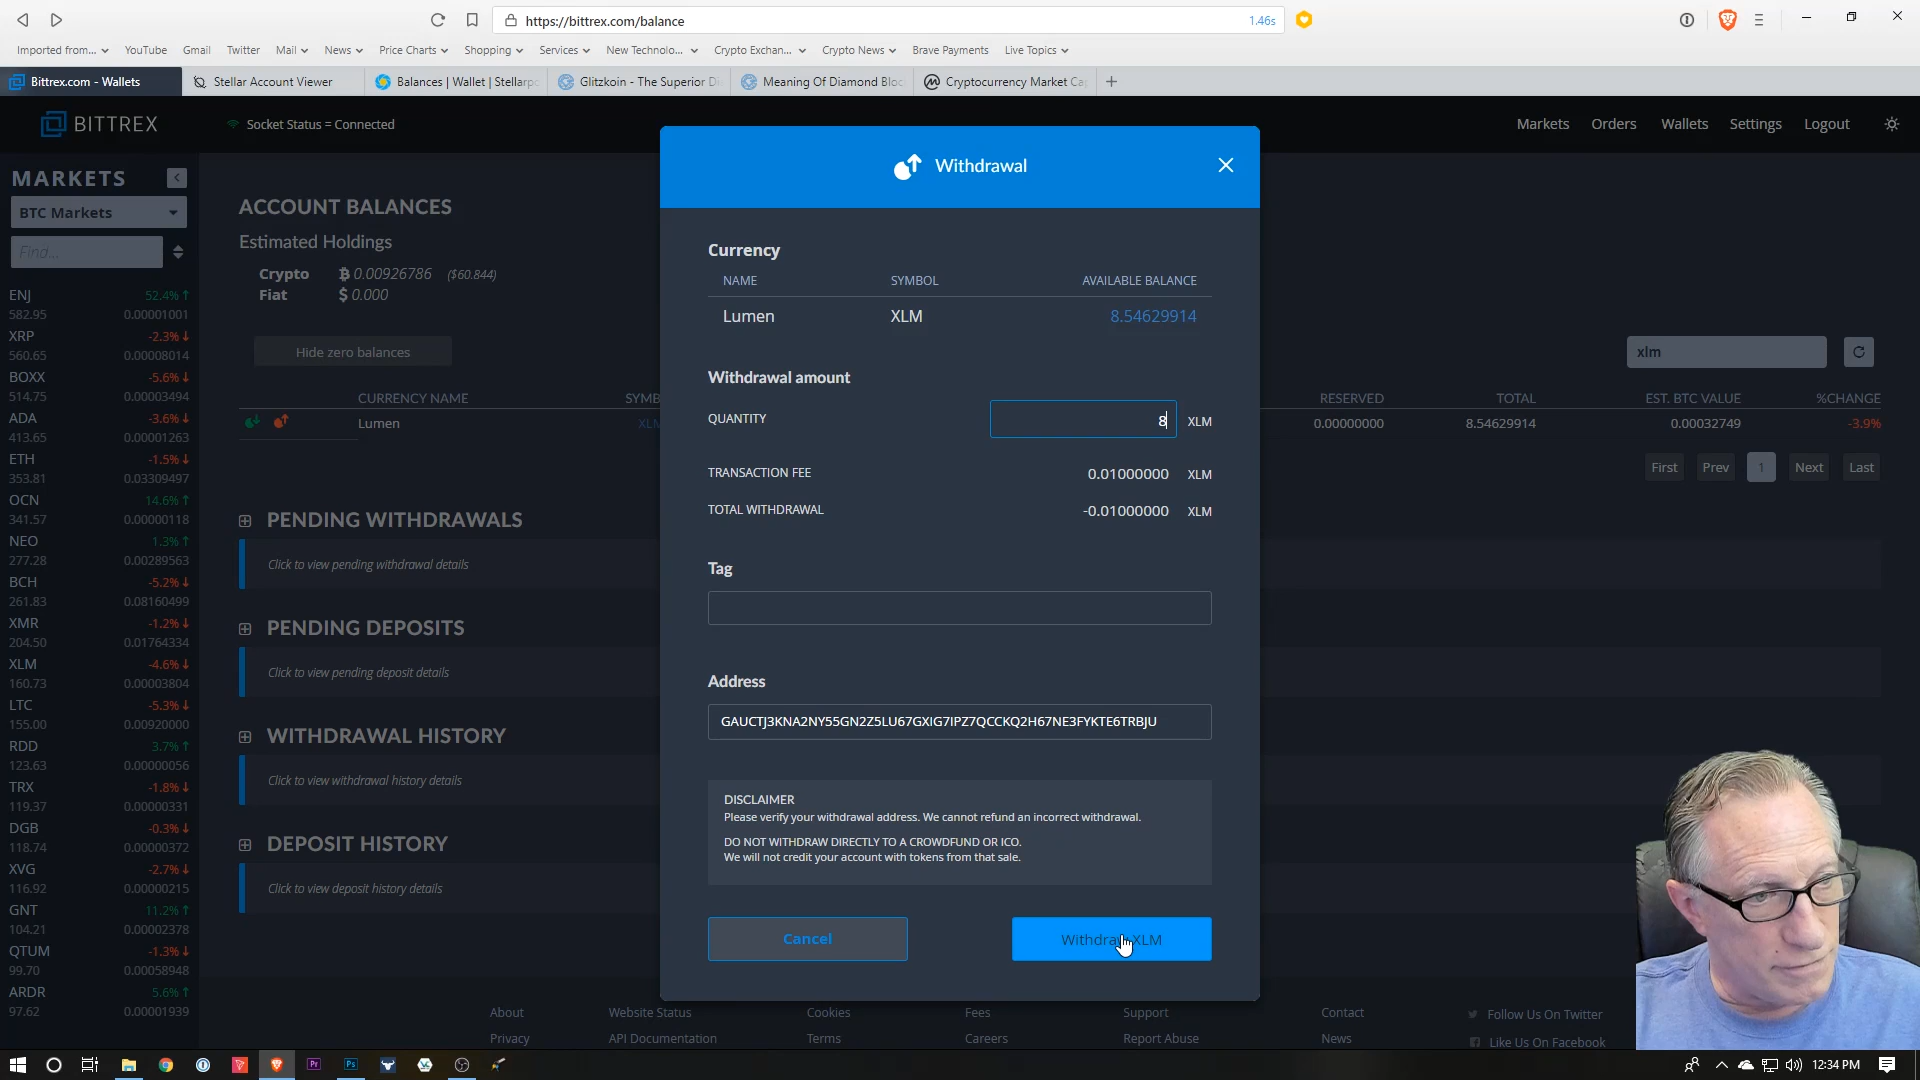 https://bittrex.com/balance
1.46s
Imported from...
YouTube
Gmail
Twitter
Mail
News
Price Charts
Shopping
Services
New Technolo...
Crypto Exchan...
Crypto News
Brave Payments
Live Topics
Bittrex.com - Wallets
Stellar Account Viewer
Balances | Wallet | Stellarpo
Glitzkoin - The Superior Di
Meaning Of Diamond Bloc
Cryptocurrency Market Ca
BITTREX
Socket Status = Connected
Markets
Orders
Wallets
Settings
Logout
MARKETS
BTC Markets
Find...
ENJ 52.4%
582.95 0.00001001
XRP -2.3%
560.65 0.00008014
BOXX -5.6%
514.75 0.00003494
ADA -3.6%
413.65 0.00001263
ETH -1.5%
353.81 0.03309497
OCN 14.6%
341.57 0.00000118
NEO 1.3%
277.28 0.00289563
BCH -5.2%
261.83 0.08160499
XMR -1.2%
204.50 0.01764334
XLM -4.6%
160.73 0.00003804
LTC -5.3%
155.00 0.00920000
RDD 3.7%
123.63 0.00000056
TRX -1.8%
119.37 0.00000331
DGB -0.3%
118.74 0.00000372
XVG -2.7%
116.92 0.00000215
GNT 11.2%
104.21 0.00002378
QTUM -1.3%
99.70 0.00058948
ARDR 5.6%
97.62 0.00001939
ACCOUNT BALANCES
Estimated Holdings
Crypto ₿ 0.00926786 ($60.844)
Fiat $ 0.000
Hide zero balances
xlm
CURRENCY NAME SYMB RESERVED TOTAL EST. BTC VALUE %CHANGE
Lumen XLM 0.00000000 8.54629914 0.00032749 -3.9%
First Prev 1 Next Last
PENDING WITHDRAWALS
Click to view pending withdrawal details
PENDING DEPOSITS
Click to view pending deposit details
WITHDRAWAL HISTORY
Click to view withdrawal history details
DEPOSIT HISTORY
Click to view deposit history details
Withdrawal
Currency
NAME SYMBOL AVAILABLE BALANCE
Lumen XLM 8.54629914
Withdrawal amount
QUANTITY 8 XLM
TRANSACTION FEE 0.01000000 XLM
TOTAL WITHDRAWAL -0.01000000 XLM
Tag
Address
GAUCTJ3KNA2NY55GN2Z5LU67GXIG7IPZ7QCCKQ2H67NE3FYKTE6TRBJU
DISCLAIMER
Please verify your withdrawal address. We cannot refund an incorrect withdrawal.
DO NOT WITHDRAW DIRECTLY TO A CROWDFUND OR ICO.
We will not credit your account with tokens from that sale.
Cancel
Withdraw XLM
About Website Status Cookies Fees Support Contact Follow Us On Twitter
Privacy API Documentation Terms Careers Report Abuse News Like Us On Facebook
Pr
Ps
12:34 PM